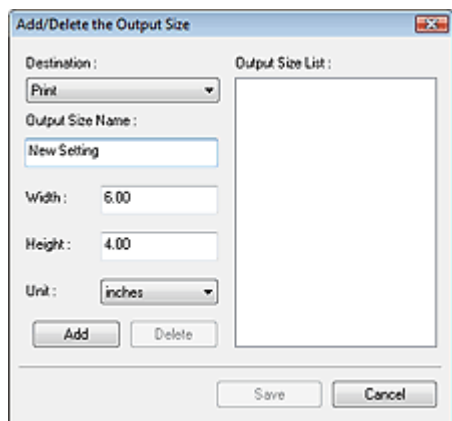 Add/Delete the Output Size
Destination :
Print
Output Size Name :
New Setting
Width :
6.00
Height :
4.00
Unit :
inches
Add
Delete
Output Size List :
Save
Cancel